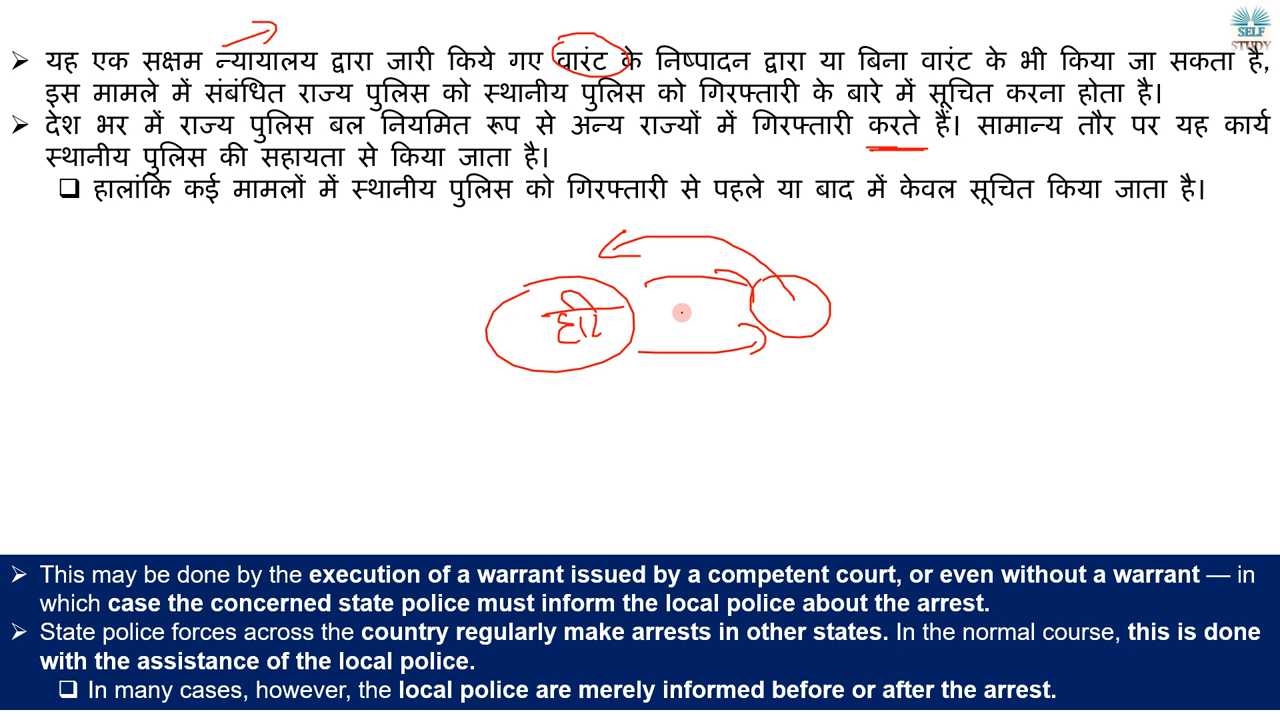 SELF
STUDY
➢ यह एक सक्षम न्यायालय द्वारा जारी किये गए वारंट के निष्पादन द्वारा या बिना वारंट के भी किया जा सकता है,
इस मामले में संबंधित राज्य पुलिस को स्थानीय पुलिस को गिरफ्तारी के बारे में सूचित करना होता है।
➢ देश भर में राज्य पुलिस बल नियमित रूप से अन्य राज्यों में गिरफ्तारी करते हैं। सामान्य तौर पर यह कार्य
स्थानीय पुलिस की सहायता से किया जाता है।
❑ हालांकि कई मामलों में स्थानीय पुलिस को गिरफ्तारी से पहले या बाद में केवल सूचित किया जाता है।
➢ This may be done by the execution of a warrant issued by a competent court, or even without a warrant — in
which case the concerned state police must inform the local police about the arrest.
➢ State police forces across the country regularly make arrests in other states. In the normal course, this is done
with the assistance of the local police.
❑ In many cases, however, the local police are merely informed before or after the arrest.